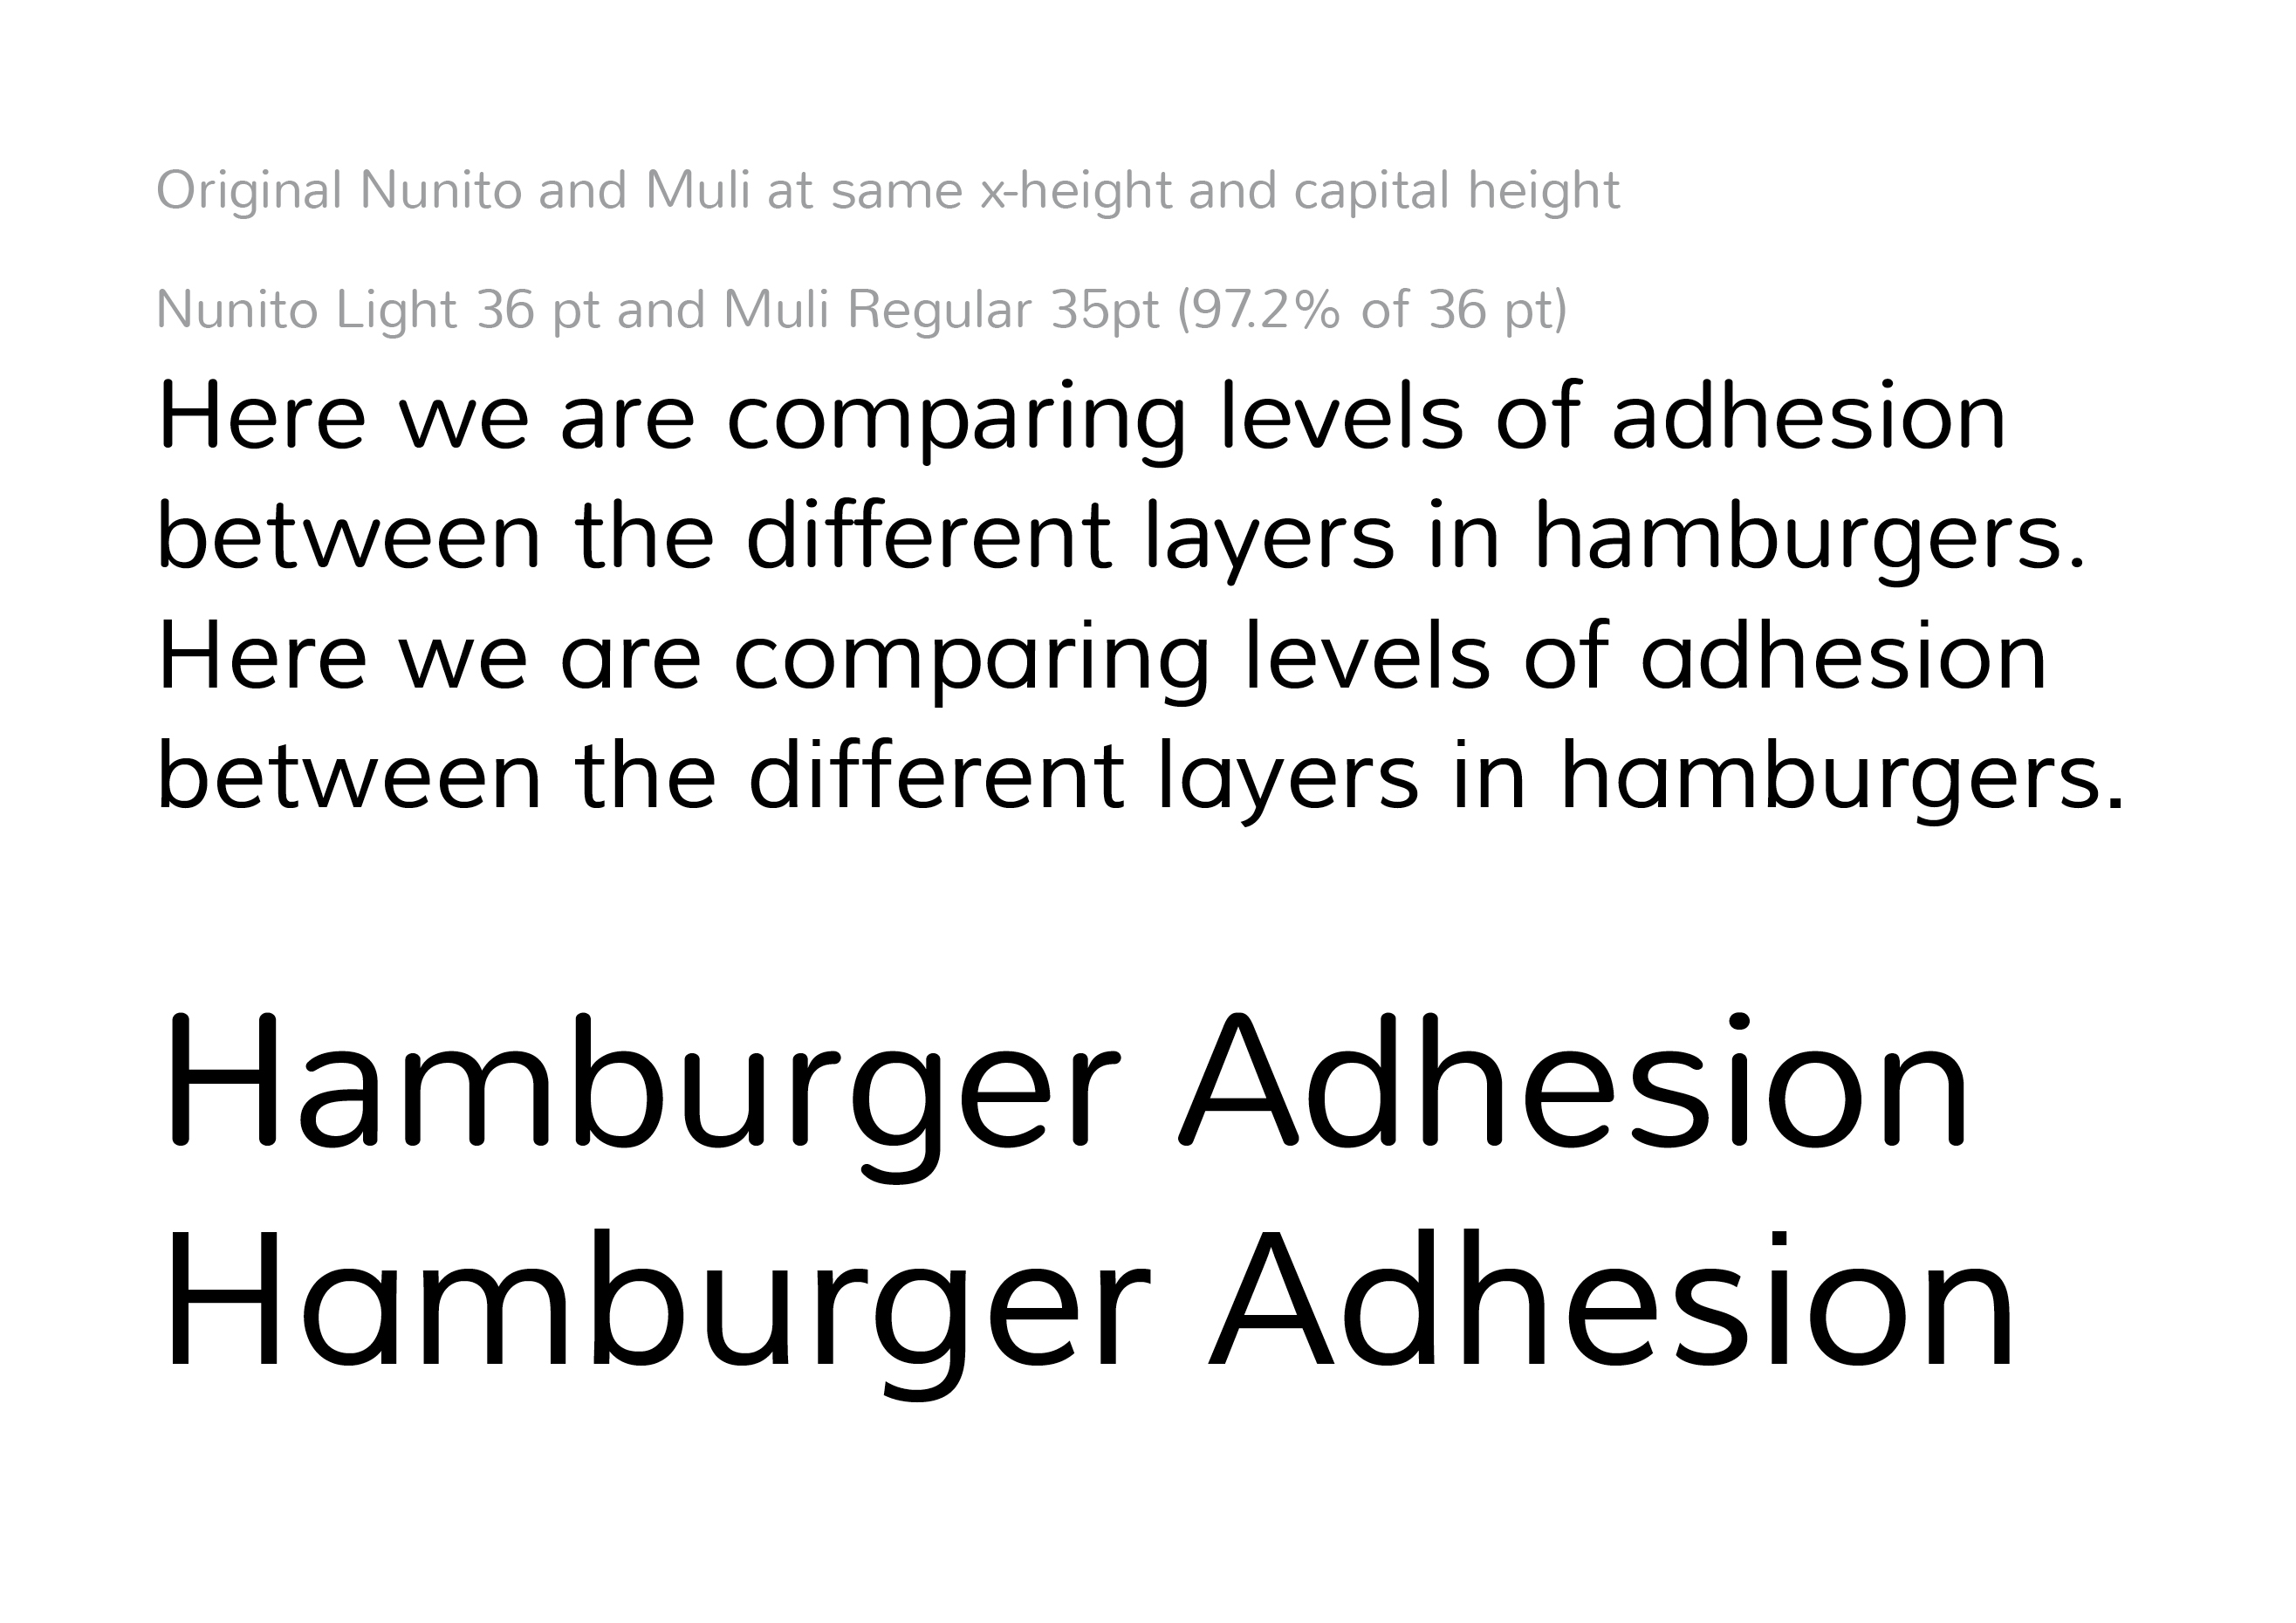 Original Nunito and Muli at same x-height and capital height
Nunito Light 36 pt and Muli Regular 35pt (97.2% of 36 pt)
Here we are comparing levels of adhesion
between the different layers in hamburgers.
Here we are comparing levels of adhesion
between the different layers in hamburgers.
Hamburger Adhesion
Hamburger Adhesion